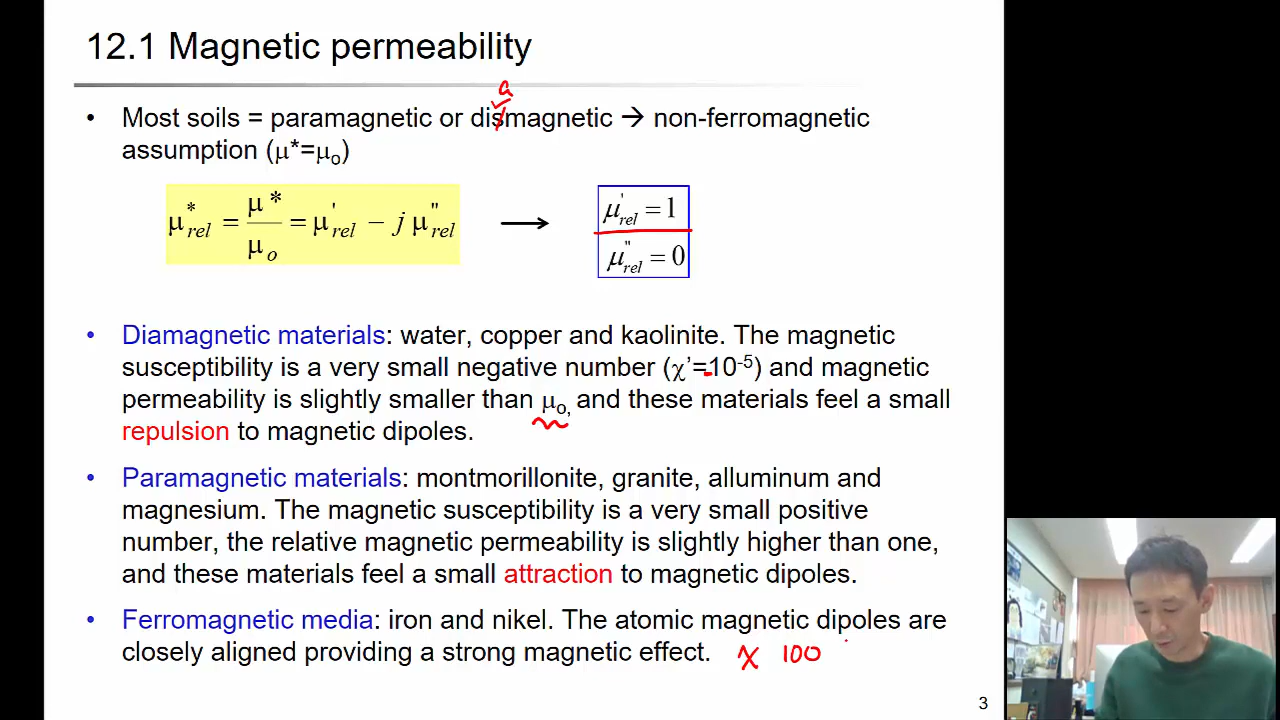 12.1 Magnetic permeability
a
• Most soils = paramagnetic or dismagnetic → non-ferromagnetic
assumption (μ*=μo)
μ*rel = μ*/μo = μ'rel − j μ"rel → μ'rel = 1
μ"rel = 0
• Diamagnetic materials: water, copper and kaolinite. The magnetic
susceptibility is a very small negative number (χ’=-10-5) and magnetic
permeability is slightly smaller than μo, and these materials feel a small
repulsion to magnetic dipoles.
• Paramagnetic materials: montmorillonite, granite, alluminum and
magnesium. The magnetic susceptibility is a very small positive
number, the relative magnetic permeability is slightly higher than one,
and these materials feel a small attraction to magnetic dipoles.
• Ferromagnetic media: iron and nikel. The atomic magnetic dipoles are
closely aligned providing a strong magnetic effect. χ 100
3